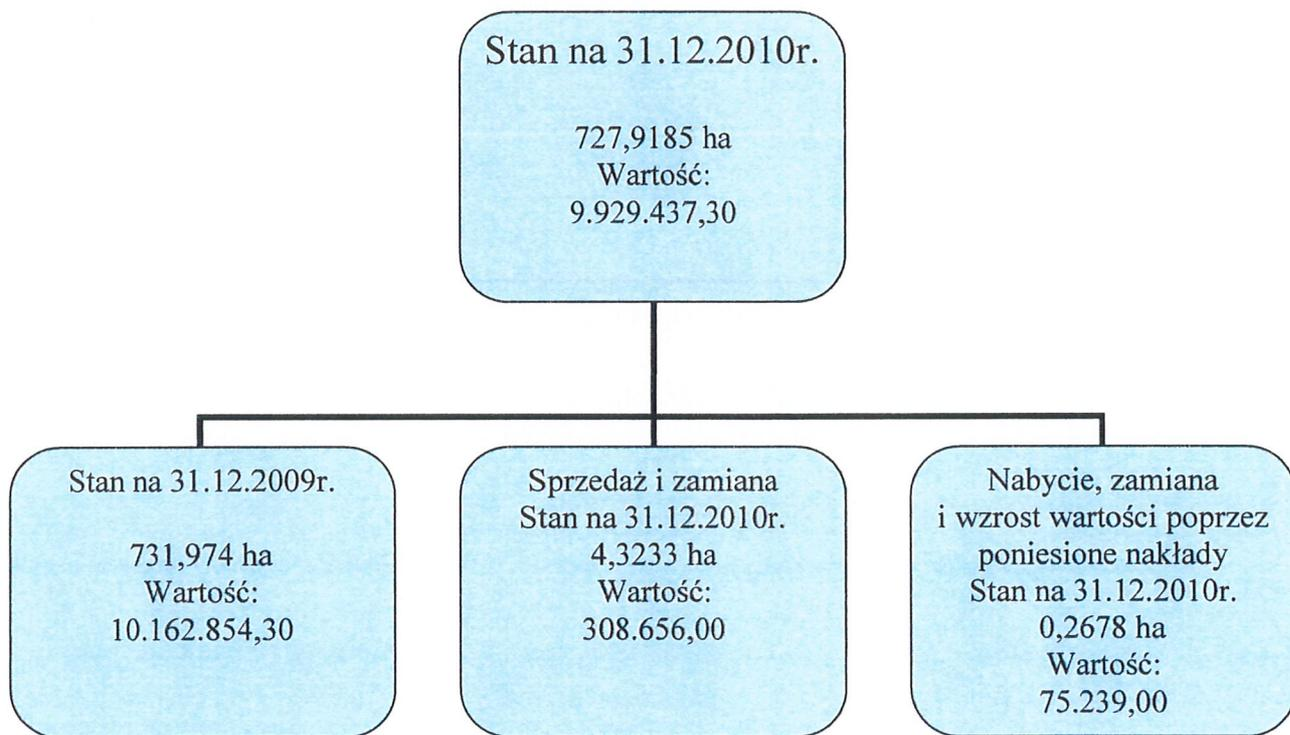 Stan na 31.12.2010r.
727,9185 ha
Wartość:
9.929.437,30
Stan na 31.12.2009r.
731,974 ha
Wartość:
10.162.854,30
Sprzedaż i zamiana
Stan na 31.12.2010r.
4,3233 ha
Wartość:
308.656,00
Nabycie, zamiana
i wzrost wartości poprzez
poniesione nakłady
Stan na 31.12.2010r.
0,2678 ha
Wartość:
75.239,00